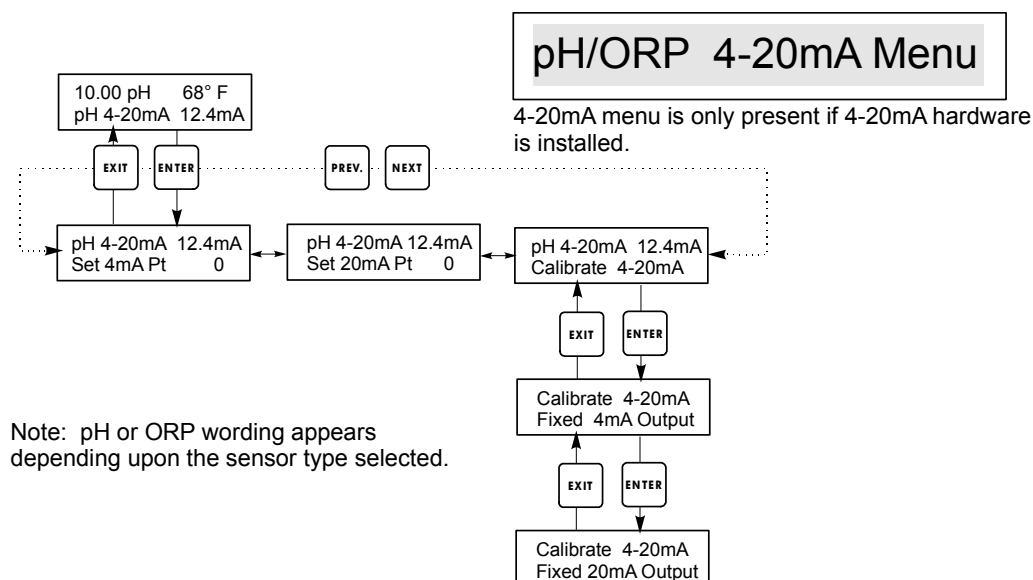 pH/ORP 4-20mA Menu
4-20mA menu is only present if 4-20mA hardware
is installed.
10.00 pH 68° F
pH 4-20mA 12.4mA
EXIT
ENTER
PREV.
NEXT
pH 4-20mA 12.4mA
Set 4mA Pt 0
pH 4-20mA 12.4mA
Set 20mA Pt 0
pH 4-20mA 12.4mA
Calibrate 4-20mA
EXIT
ENTER
Calibrate 4-20mA
Fixed 4mA Output
Note: pH or ORP wording appears
depending upon the sensor type selected.
EXIT
ENTER
Calibrate 4-20mA
Fixed 20mA Output